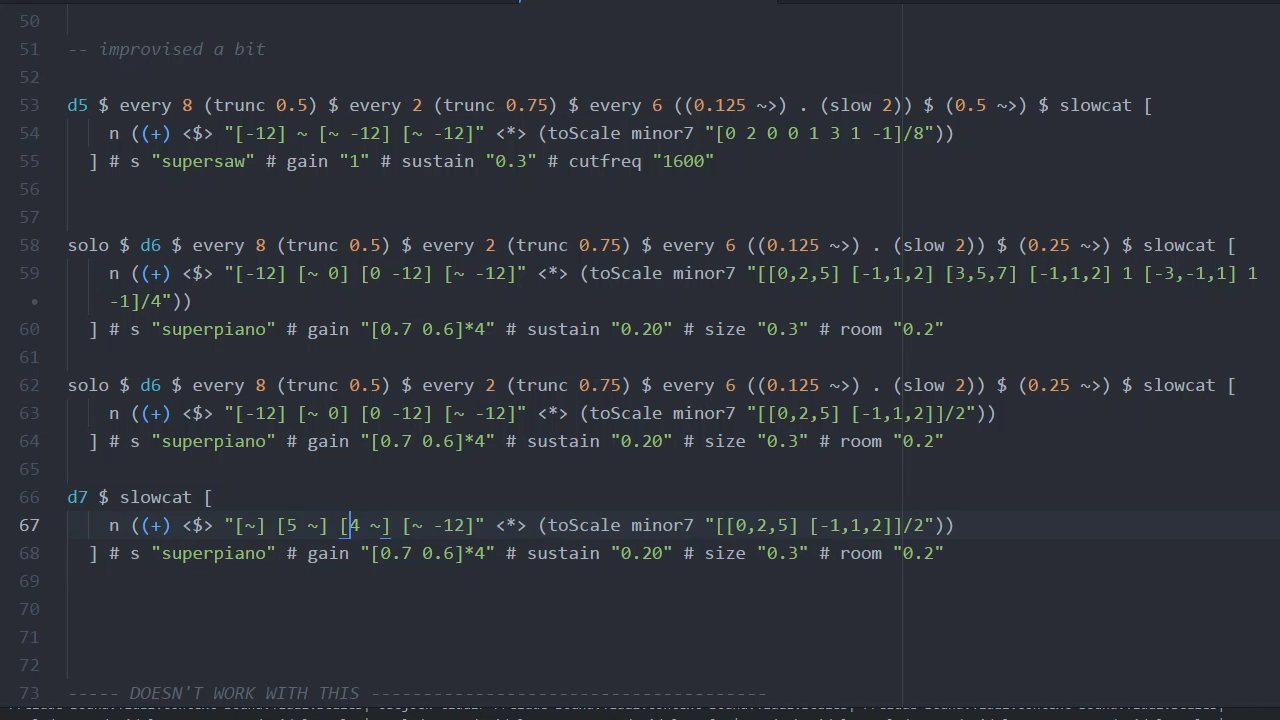 50
51 -- improvised a bit
52
53 d5 $ every 8 (trunc 0.5) $ every 2 (trunc 0.75) $ every 6 ((0.125 ~>) . (slow 2)) $ (0.5 ~>) $ slowcat [
54 n ((+) <$> "[-12] ~ [~ -12] [~ -12]" <*> (toScale minor7 "[0 2 0 0 1 3 1 -1]/8"))
55 ] # s "supersaw" # gain "1" # sustain "0.3" # cutfreq "1600"
56
57
58 solo $ d6 $ every 8 (trunc 0.5) $ every 2 (trunc 0.75) $ every 6 ((0.125 ~>) . (slow 2)) $ (0.25 ~>) $ slowcat [
59 n ((+) <$> "[-12] [~ 0] [0 -12] [~ -12]" <*> (toScale minor7 "[[0,2,5] [-1,1,2] [3,5,7] [-1,1,2] 1 [-3,-1,1] 1
• -1]/4"))
60 ] # s "superpiano" # gain "[0.7 0.6]*4" # sustain "0.20" # size "0.3" # room "0.2"
61
62 solo $ d6 $ every 8 (trunc 0.5) $ every 2 (trunc 0.75) $ every 6 ((0.125 ~>) . (slow 2)) $ (0.25 ~>) $ slowcat [
63 n ((+) <$> "[-12] [~ 0] [0 -12] [~ -12]" <*> (toScale minor7 "[[0,2,5] [-1,1,2]]/2"))
64 ] # s "superpiano" # gain "[0.7 0.6]*4" # sustain "0.20" # size "0.3" # room "0.2"
65
66 d7 $ slowcat [
67 n ((+) <$> "[~] [5 ~] [4 ~] [~ -12]" <*> (toScale minor7 "[[0,2,5] [-1,1,2]]/2"))
68 ] # s "superpiano" # gain "[0.7 0.6]*4" # sustain "0.20" # size "0.3" # room "0.2"
69
70
71
72
73 ----- DOESN'T WORK WITH THIS --------------------------------------